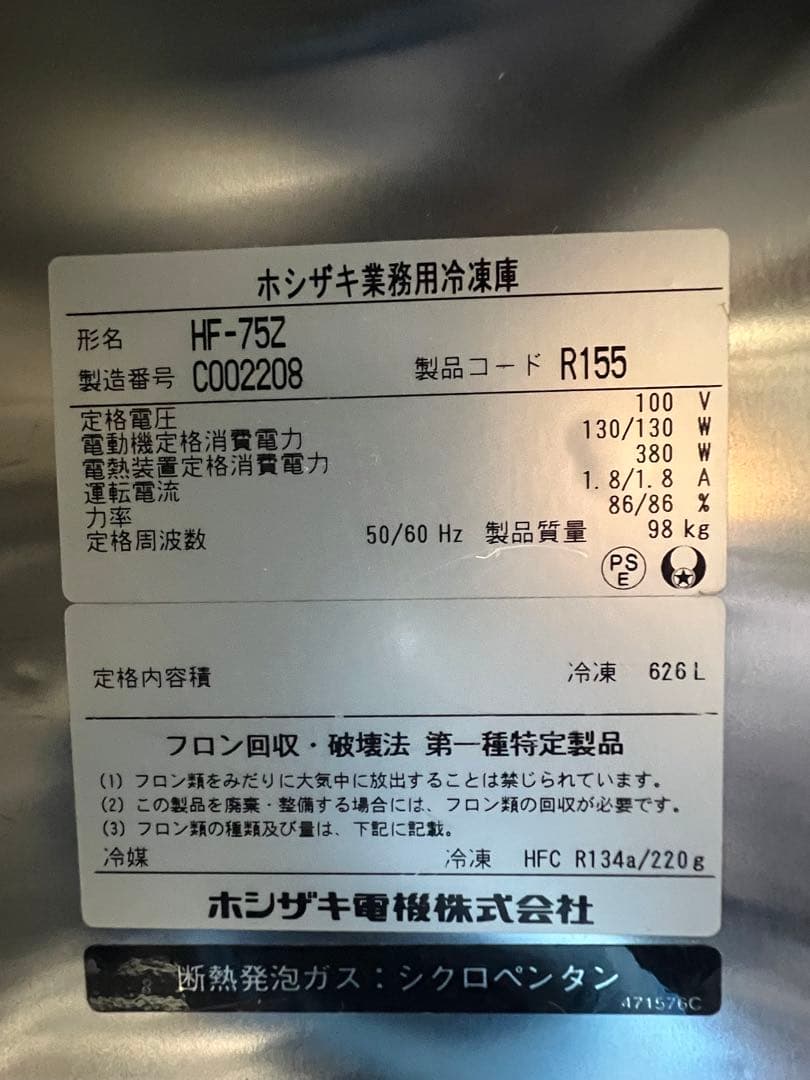 ホシザキ業務用冷凍庫
形名 HF-75Z
製造番号 C002208 製品コード R155
定格電圧 100 V
電動機定格消費電力 130/130 W
電熱装置定格消費電力 380 W
運転電流 1.8/1.8 A
力率 86/86 %
定格周波数 50/60 Hz 製品質量 98 kg
PS
E
定格内容積 冷凍 626L
フロン回収・破壊法 第一種特定製品
(1) フロン類をみだりに大気中に放出することは禁じられています。
(2) この製品を廃棄・整備する場合には、フロン類の回収が必要です。
(3) フロン類の種類及び量は、下記に記載。
冷媒 冷凍 HFC R134a/220g
ホシザキ電機株式会社
断熱発泡ガス：シクロペンタン
471576C